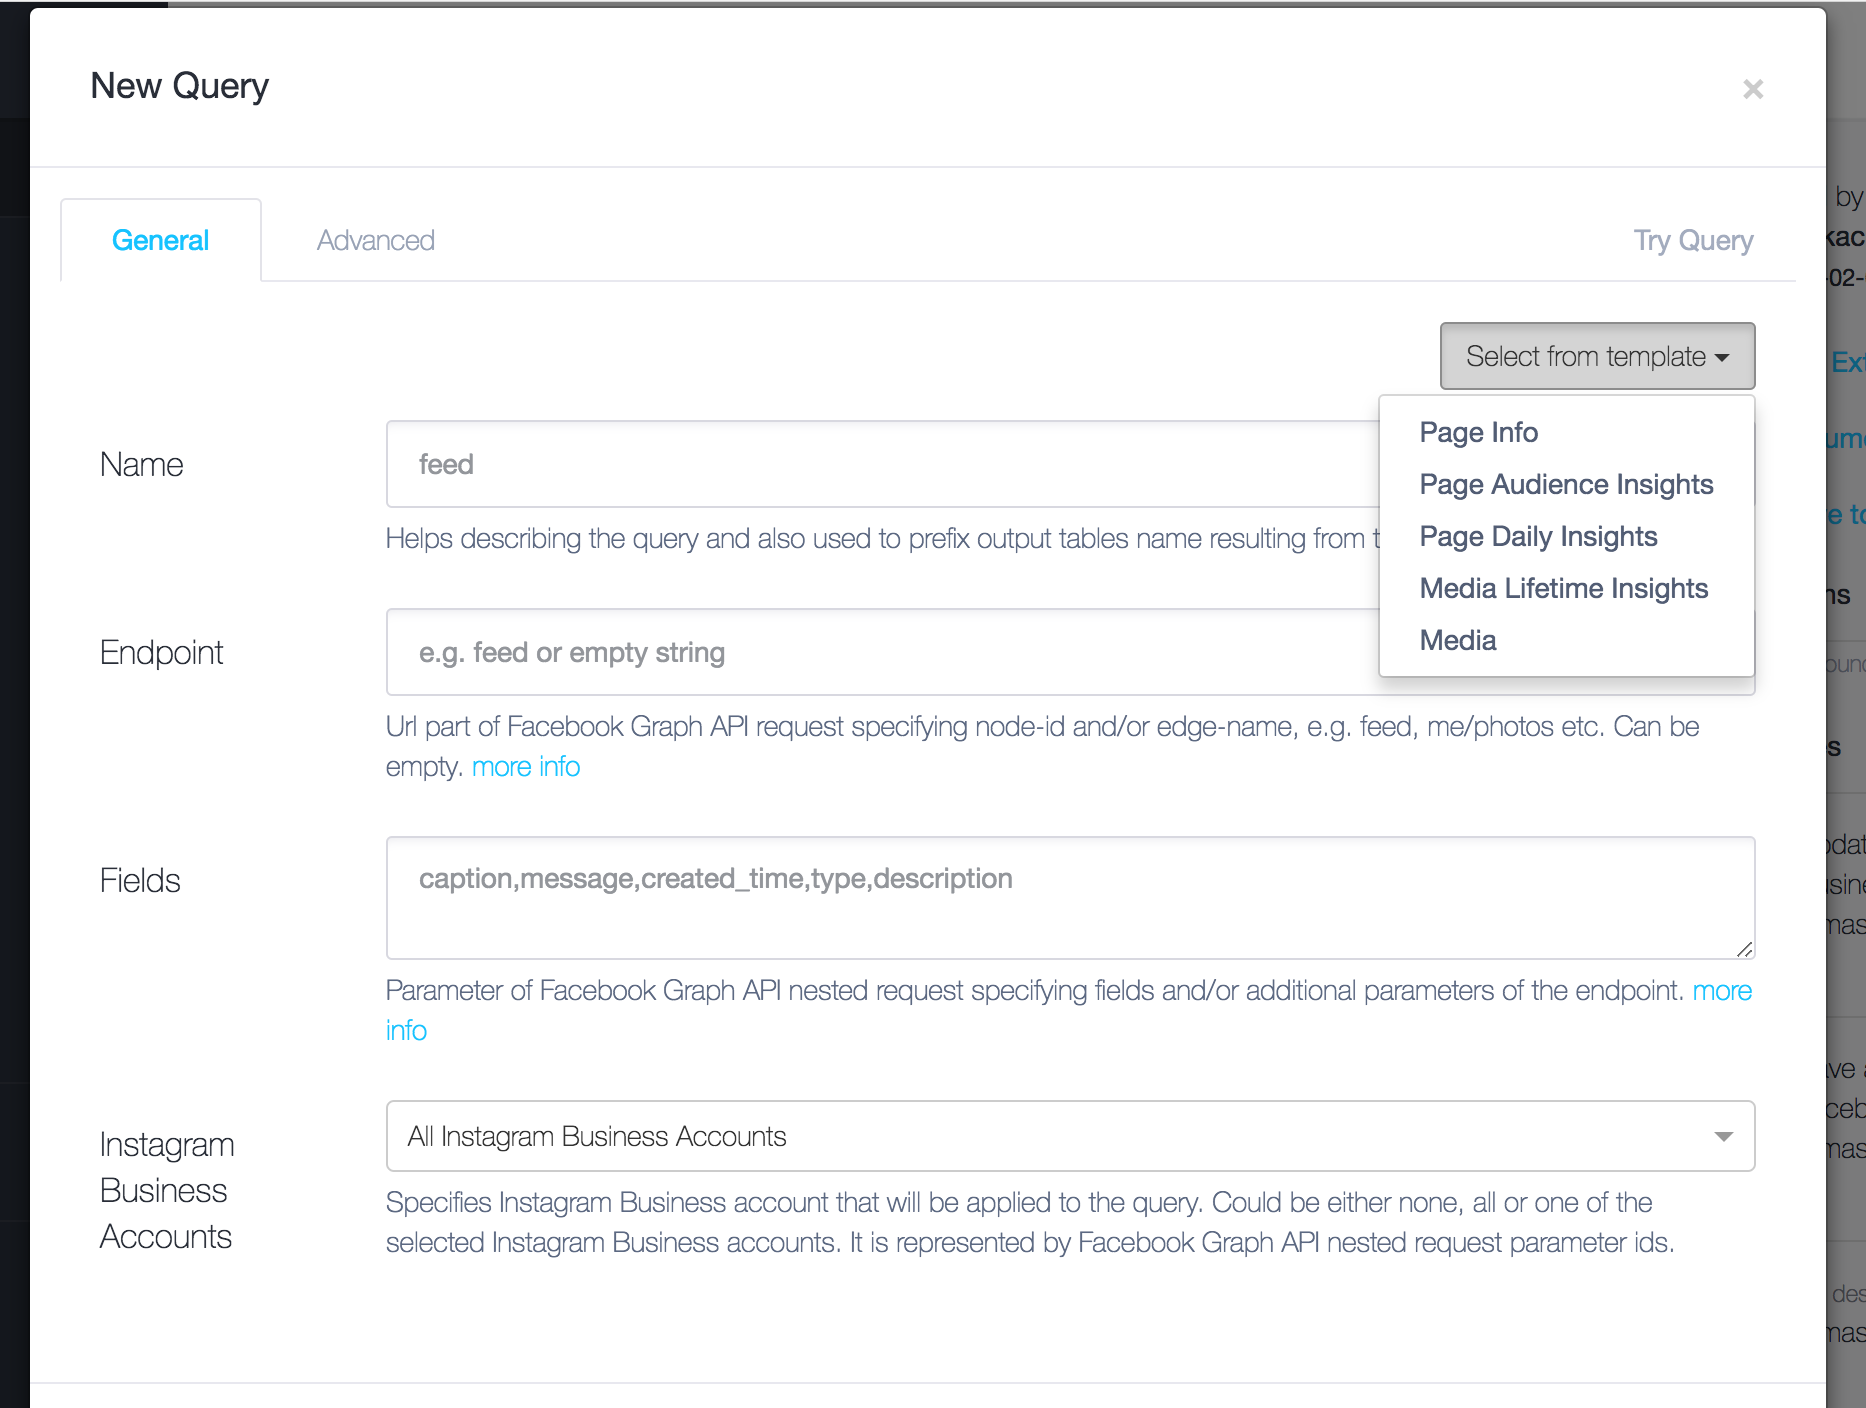 New Query
×
General
Advanced
Try Query
Select from template
Page Info
Page Audience Insights
Page Daily Insights
Media Lifetime Insights
Media
Name
feed
Helps describing the query and also used to prefix output tables name resulting from
Endpoint
e.g. feed or empty string
Url part of Facebook Graph API request specifying node-id and/or edge-name, e.g. feed, me/photos etc. Can be
empty. more info
Fields
caption,message,created_time,type,description
Parameter of Facebook Graph API nested request specifying fields and/or additional parameters of the endpoint. more
info
Instagram
Business
Accounts
All Instagram Business Accounts
Specifies Instagram Business account that will be applied to the query. Could be either none, all or one of the
selected Instagram Business accounts. It is represented by Facebook Graph API nested request parameter ids.
by
-02-